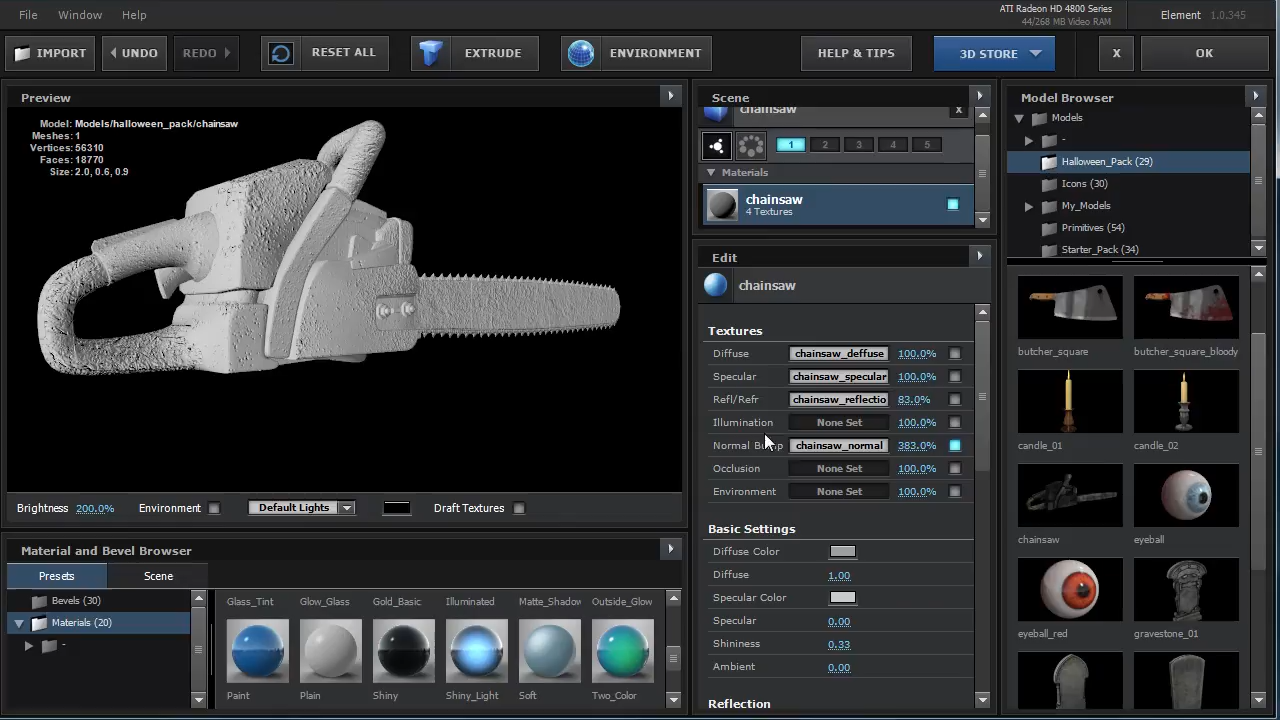 File Window Help
ATI Radeon HD 4800 Series
44/268 MB Video RAM
Element 1.0.345
IMPORT UNDO REDO RESET ALL EXTRUDE ENVIRONMENT HELP & TIPS 3D STORE X OK
Preview
Model: Models/halloween_pack/chainsaw
Meshes: 1
Vertices: 56310
Faces: 18770
Size: 2.0, 0.6, 0.9
Brightness 200.0% Environment Default Lights Draft Textures
Material and Bevel Browser
Presets Scene
Bevels (30)
Materials (20)
-
Glass_Tint Glow_Glass Gold_Basic Illuminated Matte_Shadow Outside_Glow
Paint Plain Shiny Shiny_Light Soft Two_Color
Scene
chainsaw X
1 2 3 4 5
Materials
chainsaw
4 Textures
Edit
chainsaw
Textures
Diffuse chainsaw_deffuse 100.0%
Specular chainsaw_specular 100.0%
Refl/Refr chainsaw_reflectio 83.0%
Illumination None Set 100.0%
Normal Bump chainsaw_normal 383.0%
Occlusion None Set 100.0%
Environment None Set 100.0%
Basic Settings
Diffuse Color
Diffuse 1.00
Specular Color
Specular 0.00
Shininess 0.33
Ambient 0.00
Reflection
Model Browser
Models
-
Halloween_Pack (29)
Icons (30)
My_Models
Primitives (54)
Starter_Pack (34)
butcher_square butcher_square_bloody
candle_01 candle_02
chainsaw eyeball
eyeball_red gravestone_01